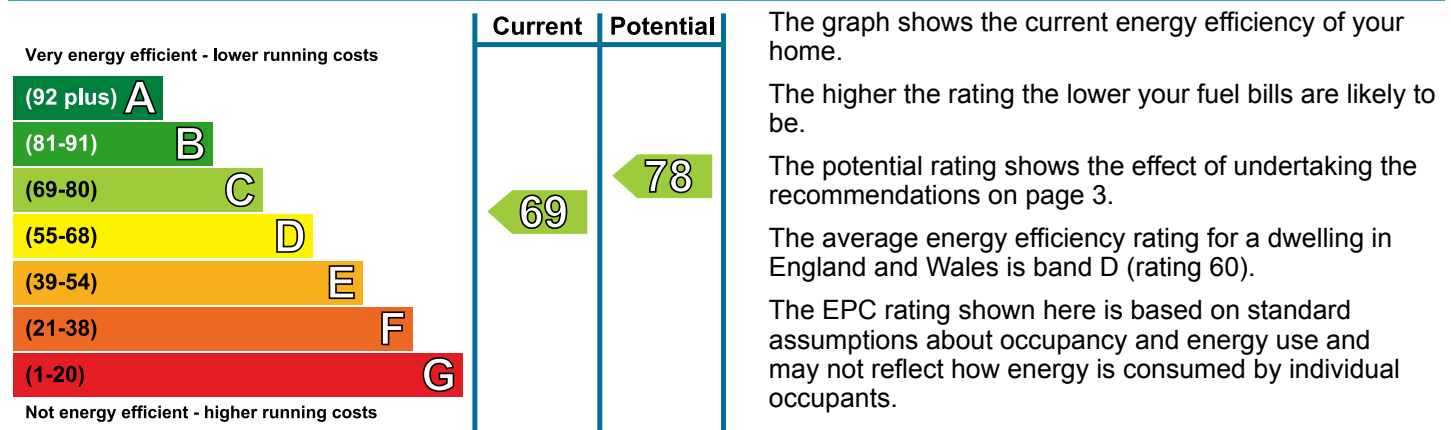 Current Potential
Very energy efficient - lower running costs
(92 plus) A
(81-91) B
(69-80) C
(55-68) D
(39-54) E
(21-38) F
(1-20) G
Not energy efficient - higher running costs
69
78
The graph shows the current energy efficiency of your
home.
The higher the rating the lower your fuel bills are likely to
be.
The potential rating shows the effect of undertaking the
recommendations on page 3.
The average energy efficiency rating for a dwelling in
England and Wales is band D (rating 60).
The EPC rating shown here is based on standard
assumptions about occupancy and energy use and
may not reflect how energy is consumed by individual
occupants.